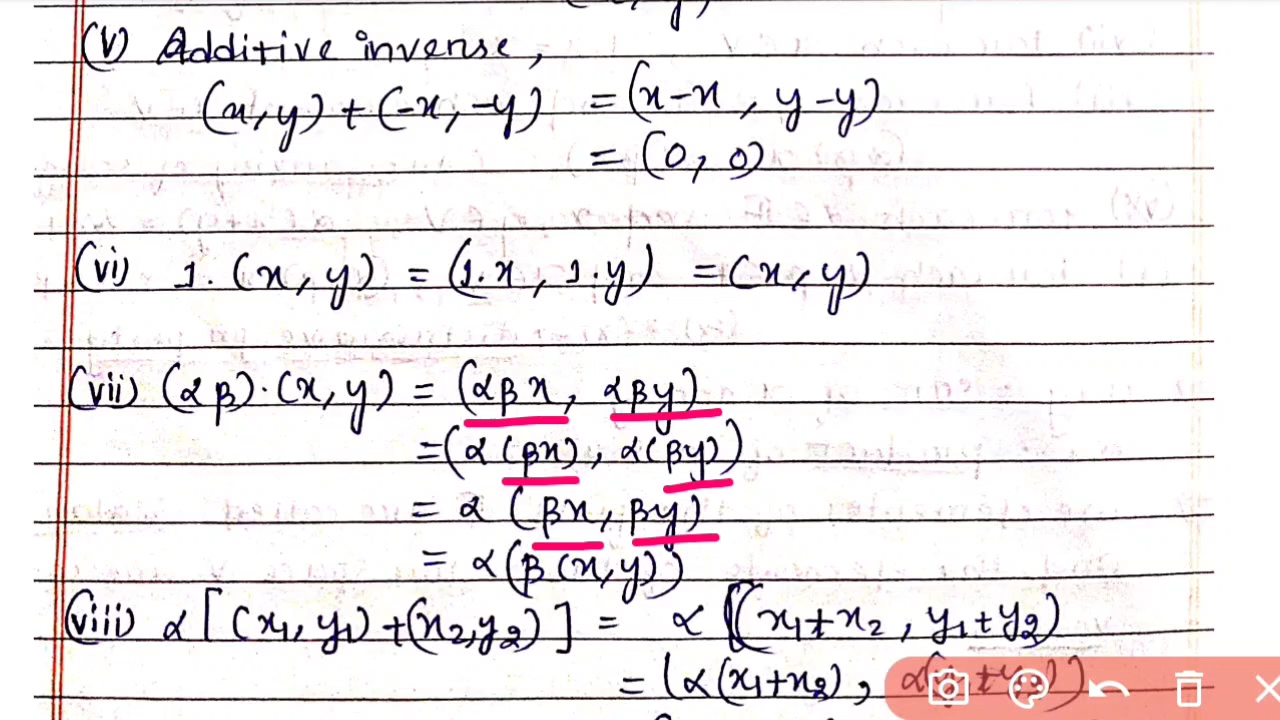 (v) Additive inverse,
(x, y) + (-x, -y) = (x-x, y-y)
= (0, 0)
(vi) 1. (x, y) = (1.x, 1.y) = (x, y)
(vii) (αβ)·(x, y) = (αβx, αβy)
= (α(βx), α(βy))
= α (βx, βy)
= α(β(x, y))
(viii) α[(x1, y1) + (x2, y2)] = α[(x1+x2, y1+y2)
= (α(x1+x2),